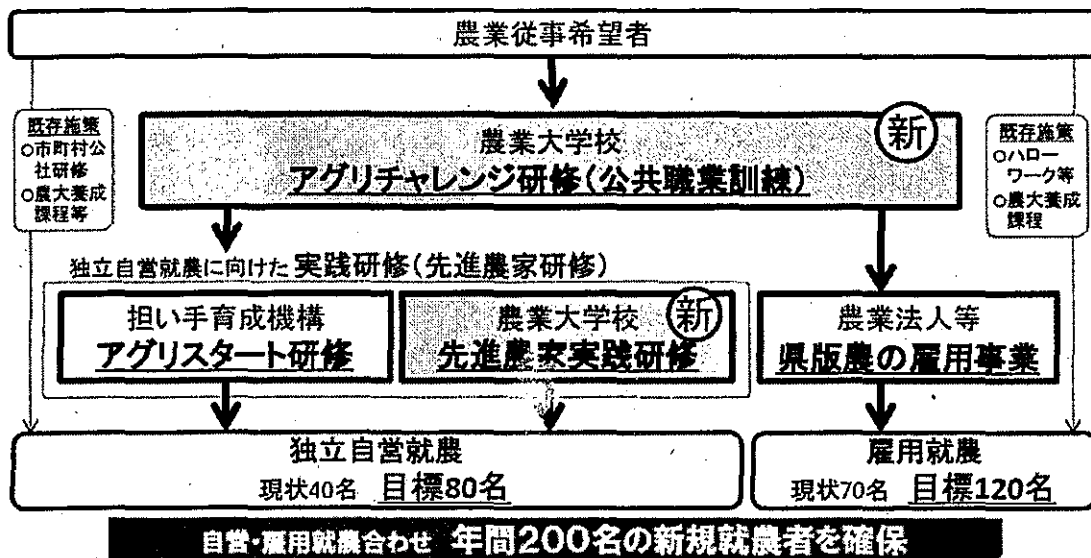 農業従事希望者
既存施策
○市町村公
社研修
○農大養成
課程等
農業大学校
新
アグリチャレンジ研修(公共職業訓練)
既存施策
○ハロー
ワーク等
○農大養成
課程
独立自営就農に向けた 実践研修(先進農家研修)
担い手育成機構
アグリスタート研修
農業大学校
新
先進農家実践研修
農業法人等
県版農の雇用事業
独立自営就農
現状40名 目標80名
雇用就農
現状70名 目標120名
自営・雇用就農合わせ 年間200名の新規就農者を確保